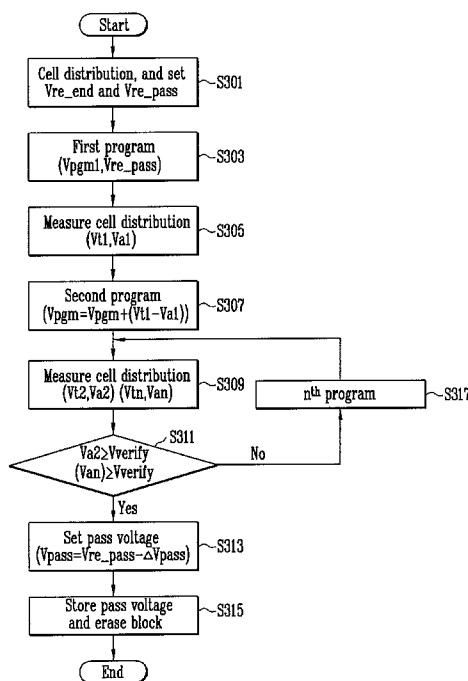 Start
Cell distribution, and set
Vre_end and Vre_pass
S301
First program
(Vpgm1,Vre_pass)
S303
Measure cell distribution
(Vt1,Va1)
S305
Second program
(Vpgm=Vpgm+(Vt1-Va1))
S307
Measure cell distribution
(Vt2,Va2) (Vtn,Van)
S309
nth program
S317
S311
Va2≥Vverify
(Van)≥Vverify
No
Yes
Set pass voltage
(Vpass=Vre_pass-△Vpass)
S313
Store pass voltage
and erase block
S315
End